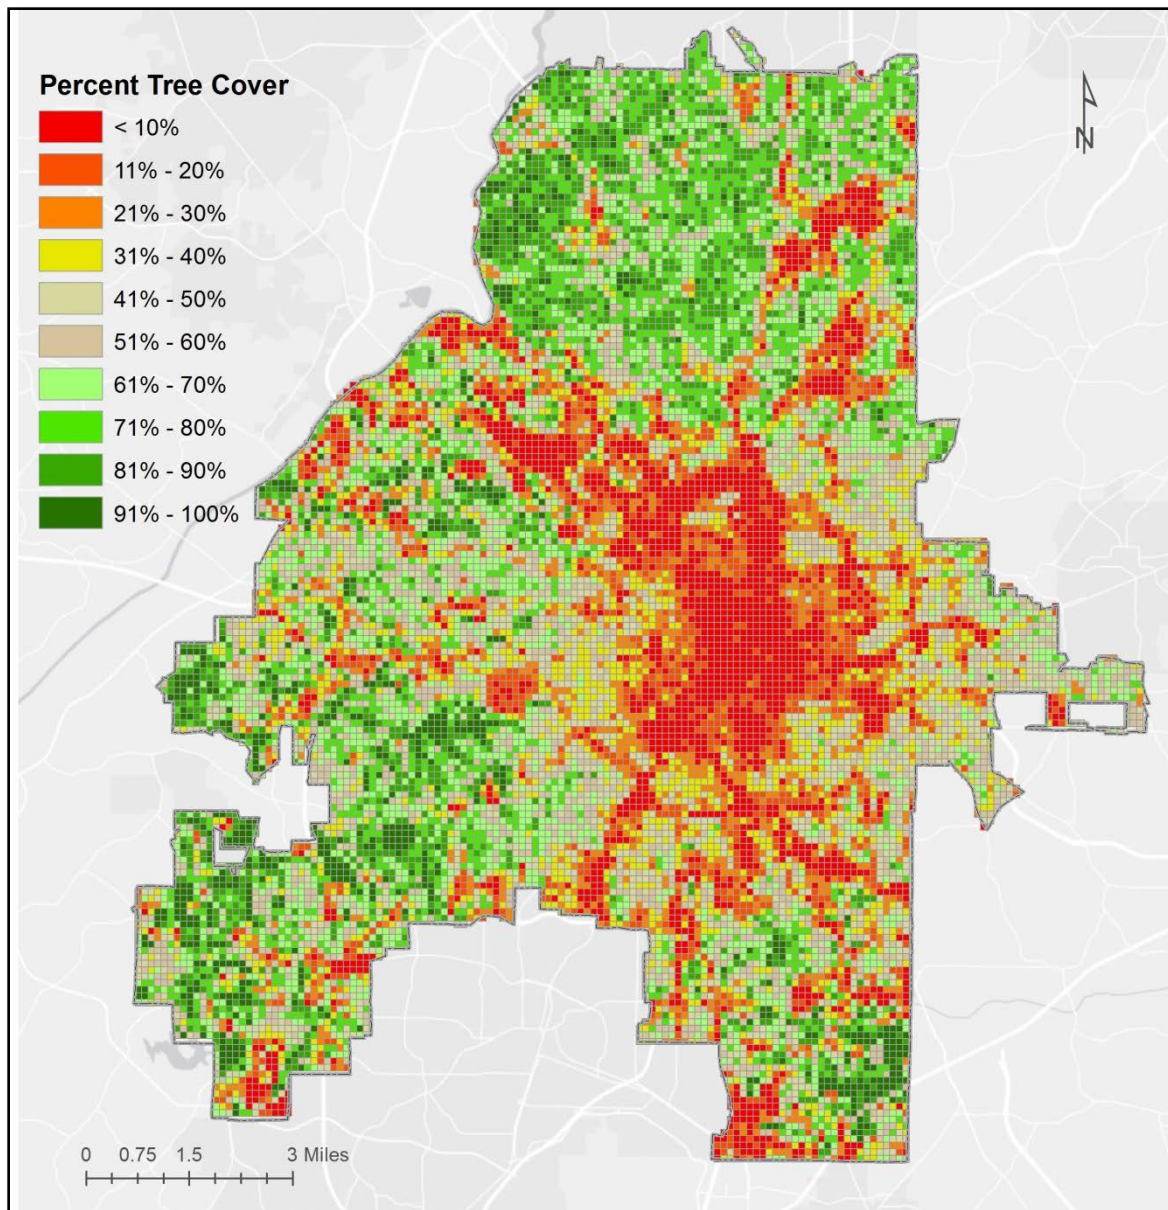 Percent Tree Cover
< 10%
11% - 20%
21% - 30%
31% - 40%
41% - 50%
51% - 60%
61% - 70%
71% - 80%
81% - 90%
91% - 100%
N
0 0.75 1.5 3 Miles